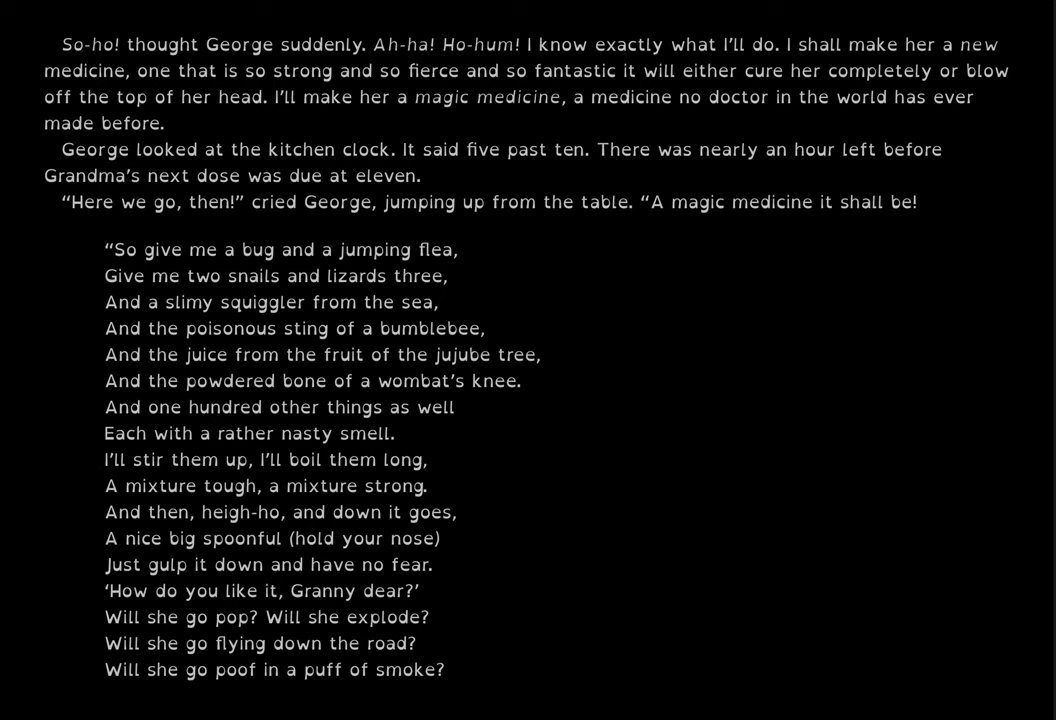 So-ho! thought George suddenly. Ah-ha! Ho-hum! I know exactly what I’ll do. I shall make her a new
medicine, one that is so strong and so fierce and so fantastic it will either cure her completely or blow
off the top of her head. I’ll make her a magic medicine, a medicine no doctor in the world has ever
made before.
George looked at the kitchen clock. It said five past ten. There was nearly an hour left before
Grandma’s next dose was due at eleven.
“Here we go, then!” cried George, jumping up from the table. “A magic medicine it shall be!
“So give me a bug and a jumping flea,
Give me two snails and lizards three,
And a slimy squiggler from the sea,
And the poisonous sting of a bumblebee,
And the juice from the fruit of the jujube tree,
And the powdered bone of a wombat’s knee.
And one hundred other things as well
Each with a rather nasty smell.
I’ll stir them up, I’ll boil them long,
A mixture tough, a mixture strong.
And then, heigh-ho, and down it goes,
A nice big spoonful (hold your nose)
Just gulp it down and have no fear.
‘How do you like it, Granny dear?’
Will she go pop? Will she explode?
Will she go flying down the road?
Will she go poof in a puff of smoke?